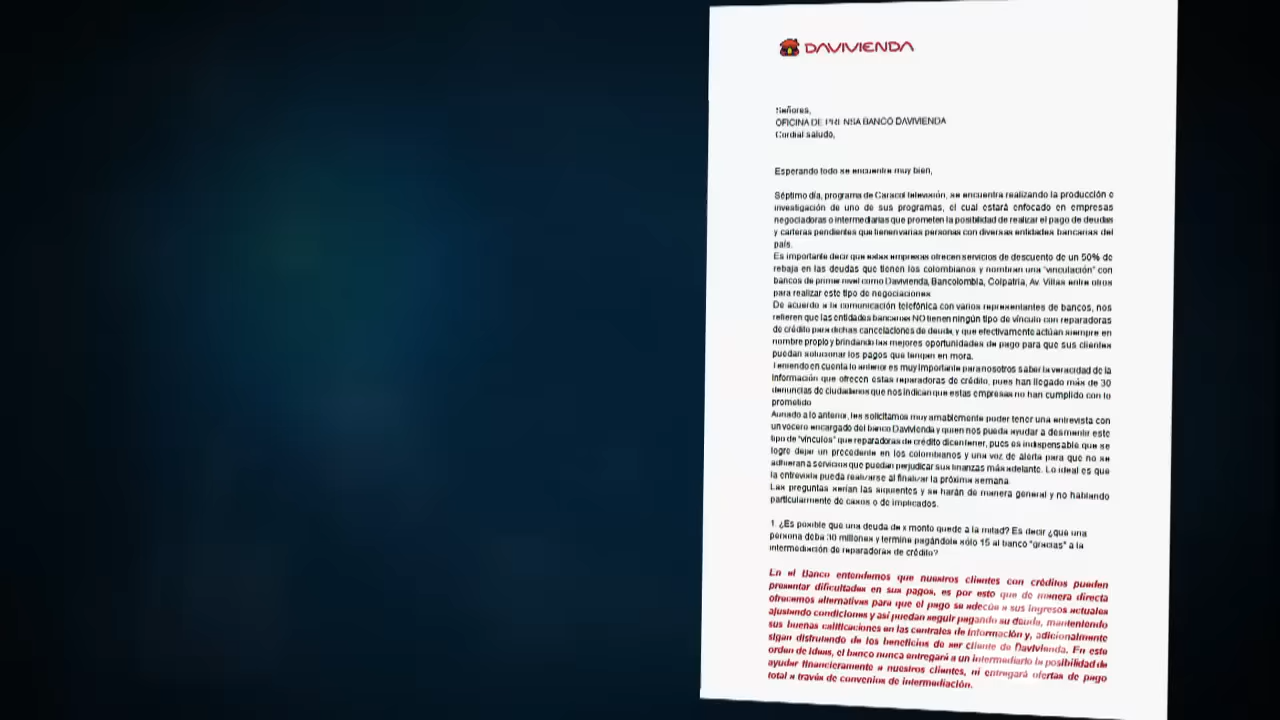 DAVIVIENDA
Señores,
OFICINA DE PRENSA BANCO DAVIVIENDA
Cordial saludo,
Esperando todo se encuentre muy bien,
Séptimo día, programa de Caracol televisión, se encuentra realizando la producción e
investigación de uno de sus programas, el cual estará enfocado en empresas
negociadoras o intermediarias que prometen la posibilidad de realizar el pago de deudas
y carteras pendientes que tienen varias personas con diversas entidades bancarias del
país.
Es importante decir que estas empresas ofrecen servicios de descuento de un 50% de
rebaja en las deudas que tienen los colombianos y nombran una "vinculación" con
bancos de primer nivel como Davivienda, Bancolombia, Colpatria, Av. Villas entre otros
para realizar este tipo de negociaciones
De acuerdo a la comunicación telefónica con varios representantes de bancos, nos
refieren que las entidades bancarias NO tienen ningún tipo de vínculo con reparadoras
de crédito para dichas cancelaciones de deuda, y que efectivamente actúan siempre en
nombre propio y brindando las mejores oportunidades de pago para que sus clientes
puedan solucionar los pagos que tengan en mora.
Teniendo en cuenta lo anterior es muy importante para nosotros saber la veracidad de la
información que ofrecen estas reparadoras de crédito, pues han llegado más de 30
denuncias de ciudadanos que nos indican que estas empresas no han cumplido con lo
prometido
Aunado a lo anterior, les solicitamos muy amablemente poder tener una entrevista con
un vocero encargado del banco Davivienda y quien nos pueda ayudar a desmentir este
tipo de "vínculos" que reparadoras de crédito dicen tener, pues es indispensable que se
logre dejar un precedente en los colombianos y una voz de alerta para que no se
adhieran a servicios que puedan perjudicar sus finanzas más adelante. Lo ideal es que
la entrevista pueda realizarse al finalizar la próxima semana.
Las preguntas serían las siguientes y se harán de manera general y no hablando
particularmente de casos o de implicados.
1. ¿Es posible que una deuda de x monto quede a la mitad? Es decir ¿que una
persona deba 30 millones y termine pagándole sólo 15 al banco "gracias" a la
intermediación de reparadoras de crédito?
En el Banco entendemos que nuestros clientes con créditos pueden
presentar dificultades en sus pagos, es por esto que de manera directa
ofrecemos alternativas para que el pago se adecúe a sus ingresos actuales
ajustando condiciones y así puedan seguir pagando su deuda, manteniendo
sus buenas calificaciones en las centrales de información y, adicionalmente
sigan disfrutando de los beneficios de ser cliente de Davivienda. En este
orden de ideas, el banco nunca entregará a un intermediario la posibilidad de
ayudar financieramente a nuestros clientes, ni entregará ofertas de pago
total a través de convenios de intermediación.